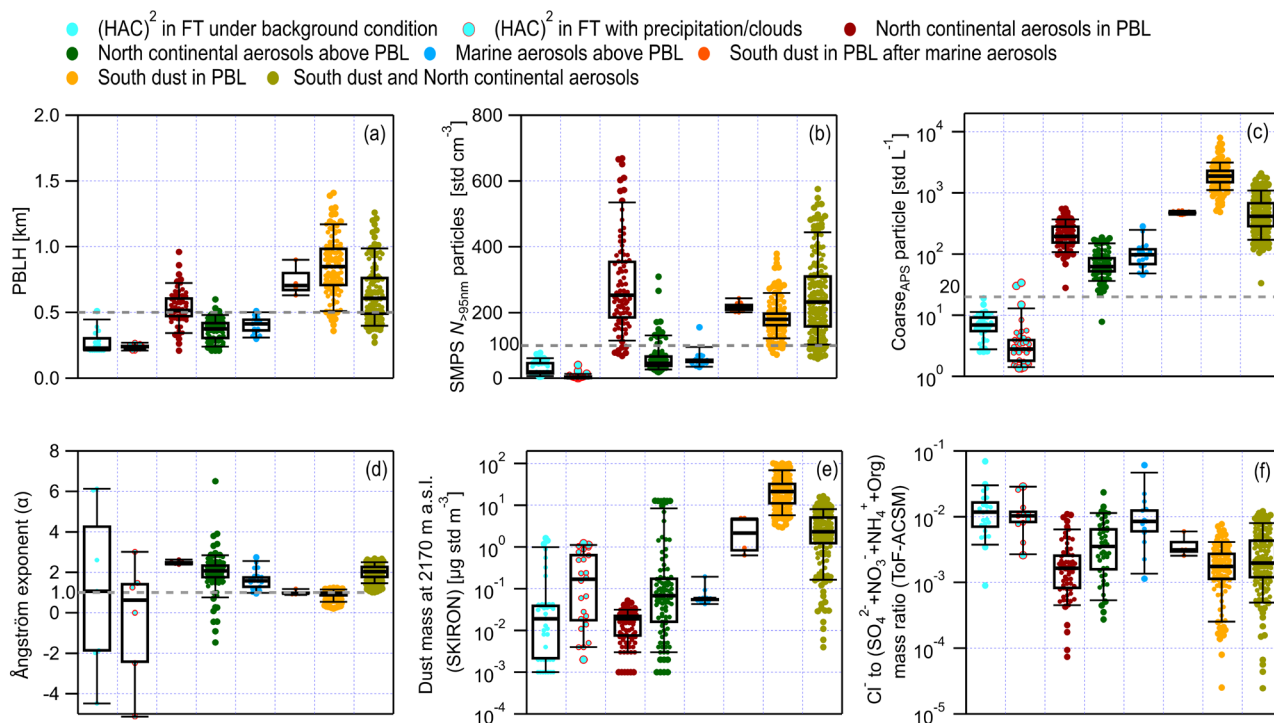 (HAC)² in FT under background condition
(HAC)² in FT with precipitation/clouds
North continental aerosols in PBL
North continental aerosols above PBL
Marine aerosols above PBL
South dust in PBL after marine aerosols
South dust in PBL
South dust and North continental aerosols
(a)
PBLH [km]
2.0
1.5
1.0
0.5
0.0
(b)
SMPS N>95nm particles [std cm⁻³]
800
600
400
200
100
0
(c)
CoarseAPS particle [std L⁻¹]
10⁴
10³
10²
20
10¹
10⁰
(d)
Ångström exponent (α)
8
6
4
2
1.0
0
-2
-4
(e)
Dust mass at 2170 m a.s.l.
(SKIRON) [µg std m⁻³]
10²
10¹
10⁰
10⁻¹
10⁻²
10⁻³
10⁻⁴
(f)
Cl⁻ to (SO₄²⁻+NO₃⁻+NH₄⁺+Org)
mass ratio (ToF-ACSM)
10⁻¹
10⁻²
10⁻³
10⁻⁴
10⁻⁵